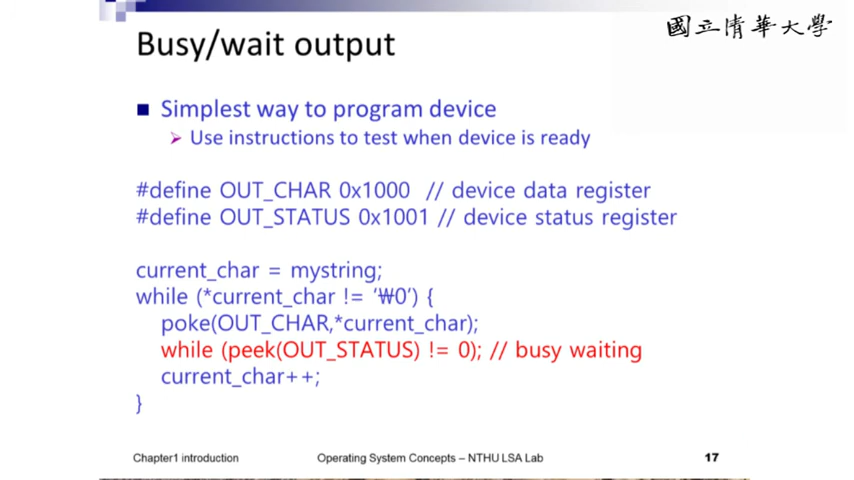 國立清華大學
Busy/wait output
Simplest way to program device
Use instructions to test when device is ready
#define OUT_CHAR 0x1000 // device data register
#define OUT_STATUS 0x1001 // device status register
current_char = mystring;
while (*current_char != '₩0') {
poke(OUT_CHAR,*current_char);
while (peek(OUT_STATUS) != 0); // busy waiting
current_char++;
}
Chapter1 introduction
Operating System Concepts – NTHU LSA Lab
17